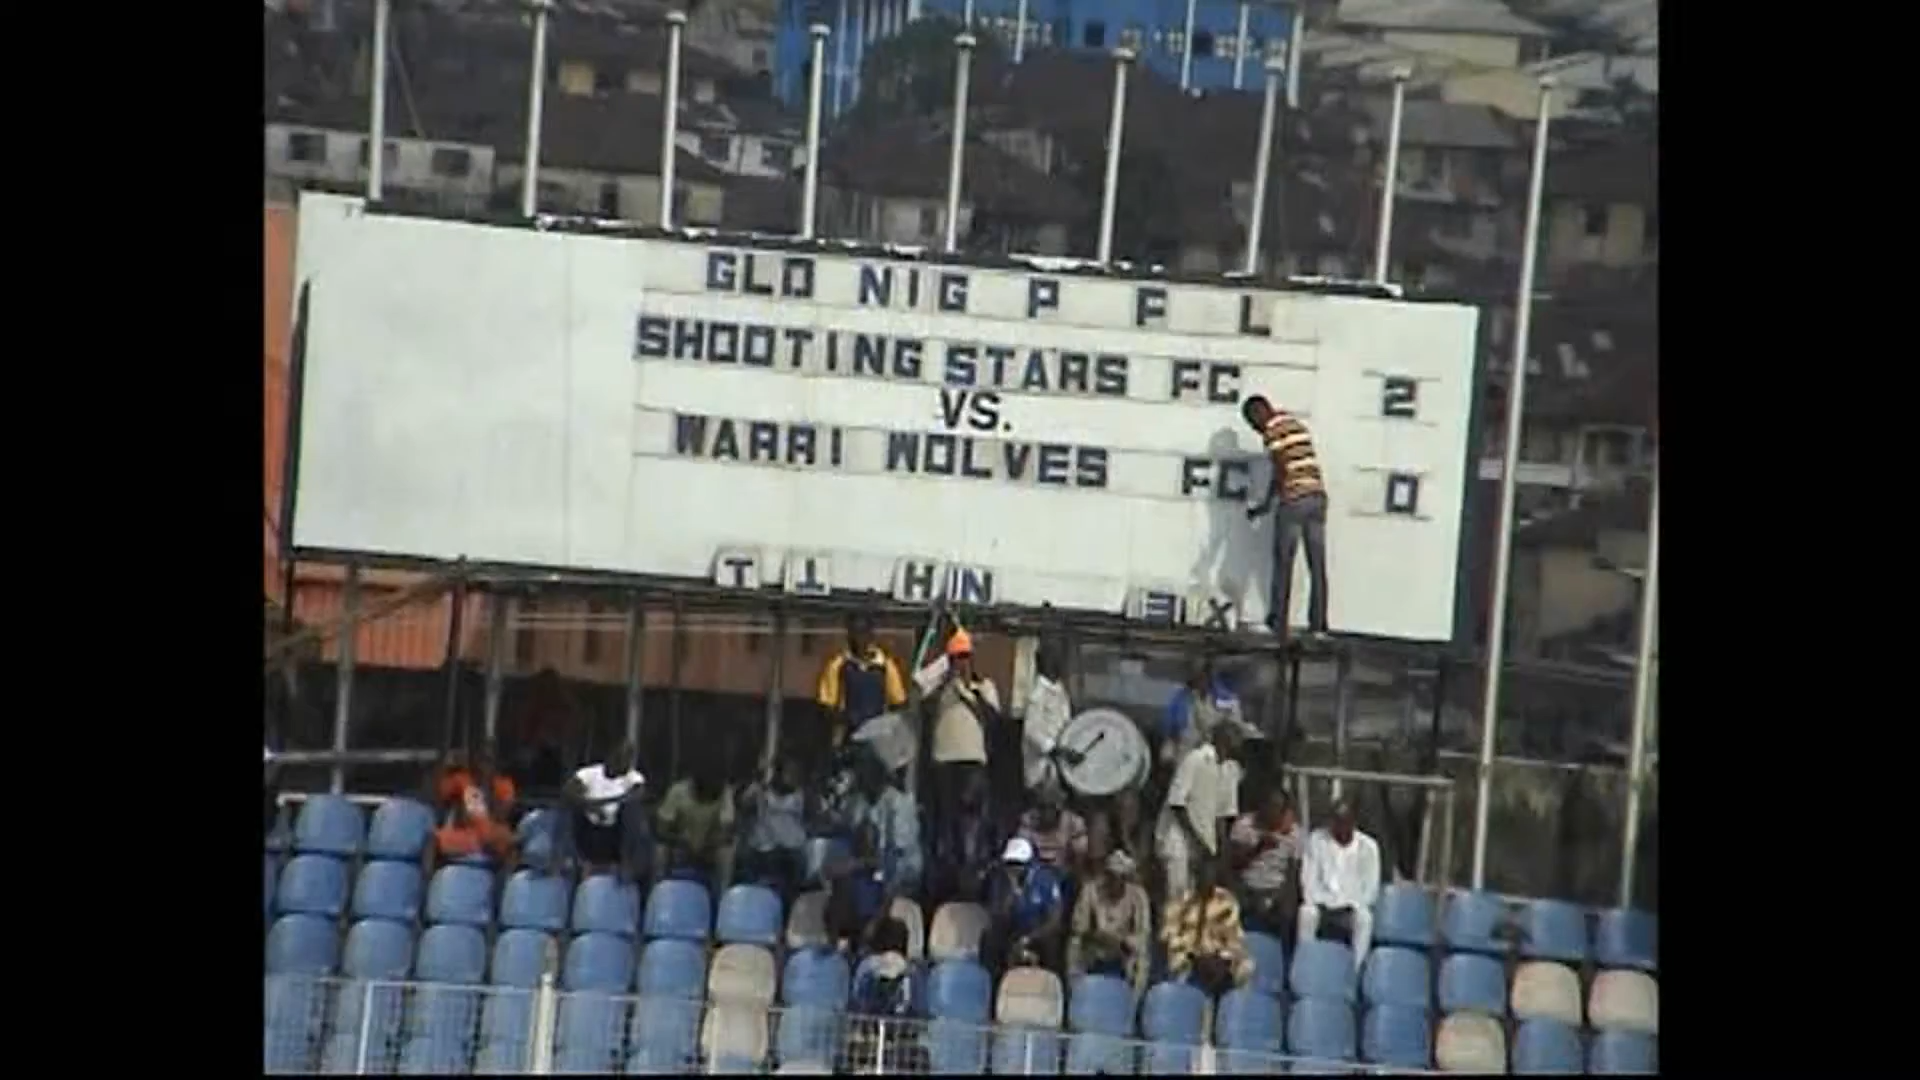 GLO NIG P F L
SHOOTING STARS FC 2
VS.
WARRI WOLVES FC 0